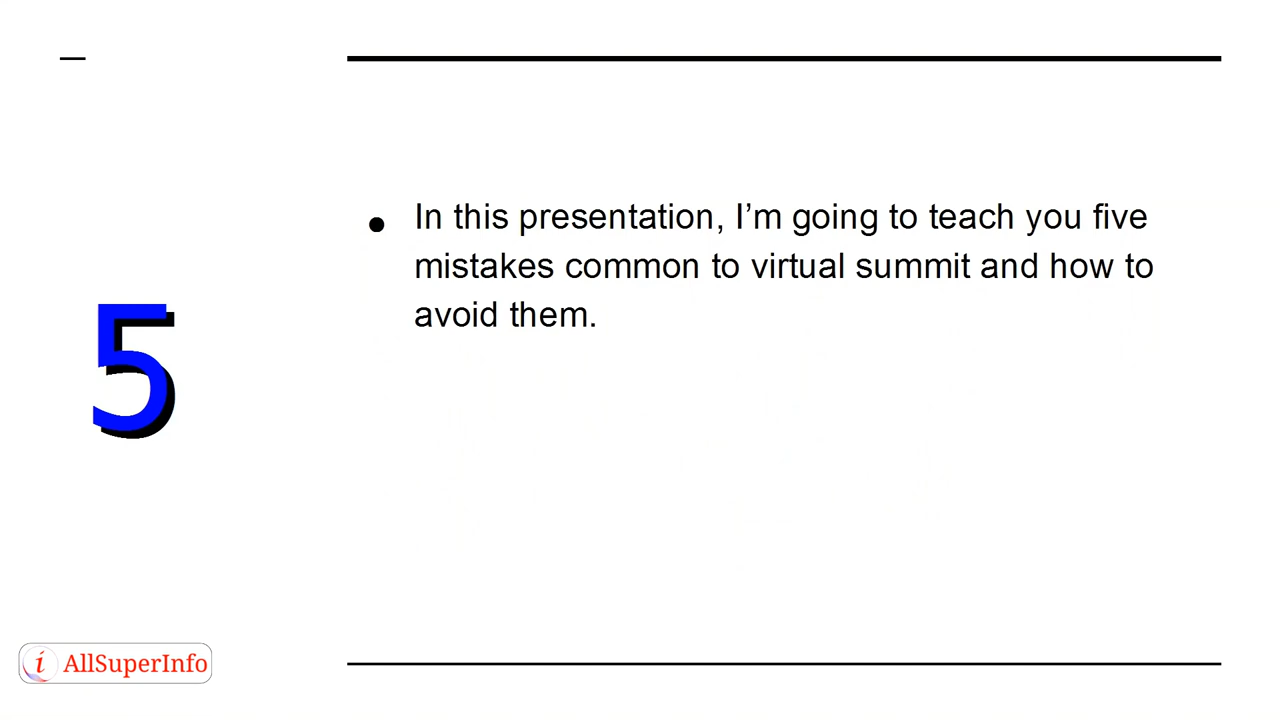 In this presentation, I’m going to teach you five
mistakes common to virtual summit and how to
avoid them.
5
i AllSuperInfo